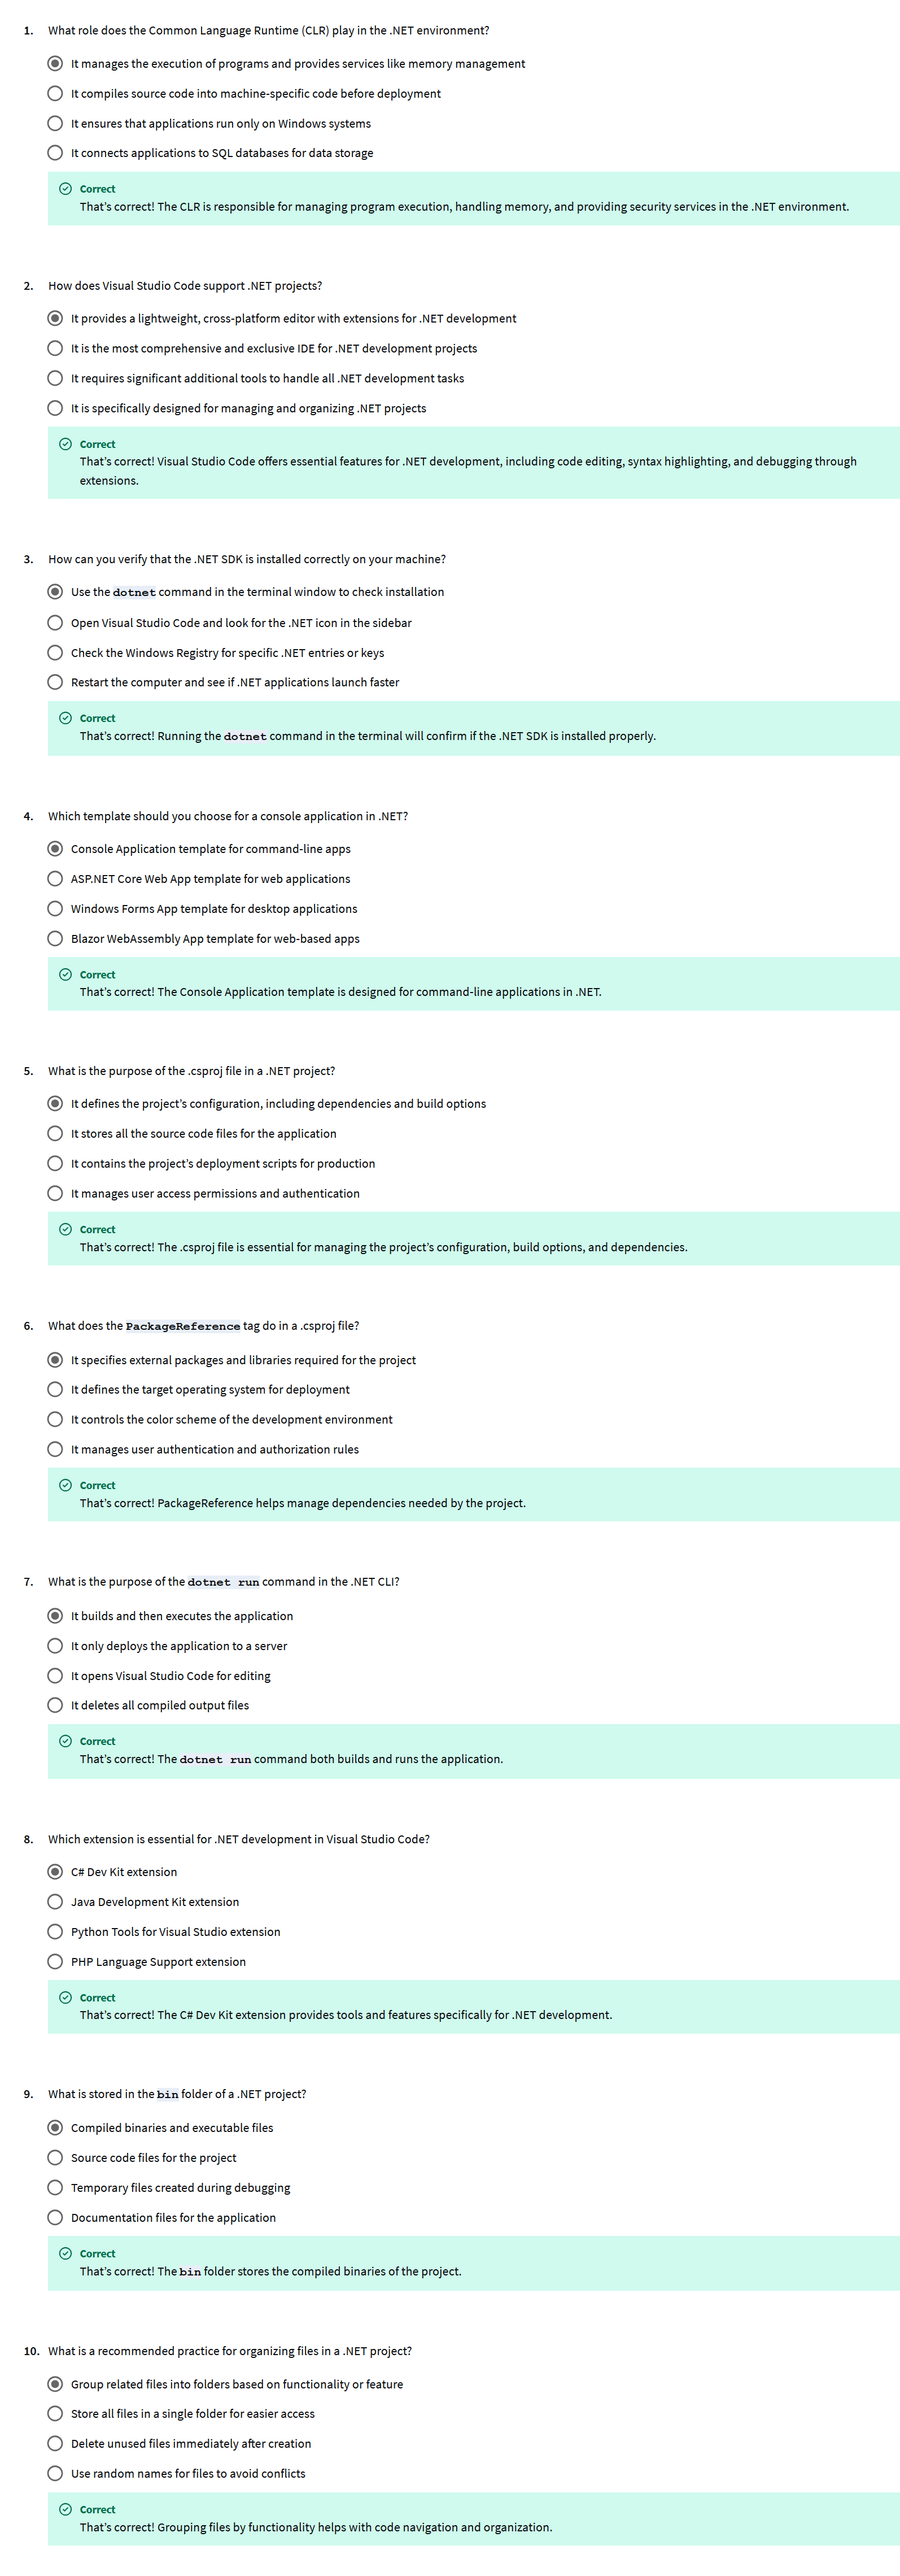 1. What role does the Common Language Runtime (CLR) play in the .NET environment?
It manages the execution of programs and provides services like memory management
It compiles source code into machine-specific code before deployment
It ensures that applications run only on Windows systems
It connects applications to SQL databases for data storage
Correct
That's correct! The CLR is responsible for managing program execution, handling memory, and providing security services in the .NET environment.
2. How does Visual Studio Code support .NET projects?
It provides a lightweight, cross-platform editor with extensions for .NET development
It is the most comprehensive and exclusive IDE for .NET development projects
It requires significant additional tools to handle all .NET development tasks
It is specifically designed for managing and organizing .NET projects
Correct
That's correct! Visual Studio Code offers essential features for .NET development, including code editing, syntax highlighting, and debugging through
extensions.
3. How can you verify that the .NET SDK is installed correctly on your machine?
Use the dotnet command in the terminal window to check installation
Open Visual Studio Code and look for the .NET icon in the sidebar
Check the Windows Registry for specific .NET entries or keys
Restart the computer and see if .NET applications launch faster
Correct
That's correct! Running the dotnet command in the terminal will confirm if the .NET SDK is installed properly.
4. Which template should you choose for a console application in .NET?
Console Application template for command-line apps
ASP.NET Core Web App template for web applications
Windows Forms App template for desktop applications
Blazor WebAssembly App template for web-based apps
Correct
That's correct! The Console Application template is designed for command-line applications in .NET.
5. What is the purpose of the .csproj file in a .NET project?
It defines the project's configuration, including dependencies and build options
It stores all the source code files for the application
It contains the project's deployment scripts for production
It manages user access permissions and authentication
Correct
That's correct! The .csproj file is essential for managing the project's configuration, build options, and dependencies.
6. What does the PackageReference tag do in a .csproj file?
It specifies external packages and libraries required for the project
It defines the target operating system for deployment
It controls the color scheme of the development environment
It manages user authentication and authorization rules
Correct
That's correct! PackageReference helps manage dependencies needed by the project.
7. What is the purpose of the dotnet run command in the .NET CLI?
It builds and then executes the application
It only deploys the application to a server
It opens Visual Studio Code for editing
It deletes all compiled output files
Correct
That's correct! The dotnet run command both builds and runs the application.
8. Which extension is essential for .NET development in Visual Studio Code?
C# Dev Kit extension
Java Development Kit extension
Python Tools for Visual Studio extension
PHP Language Support extension
Correct
That's correct! The C# Dev Kit extension provides tools and features specifically for .NET development.
9. What is stored in the bin folder of a .NET project?
Compiled binaries and executable files
Source code files for the project
Temporary files created during debugging
Documentation files for the application
Correct
That's correct! The bin folder stores the compiled binaries of the project.
10. What is a recommended practice for organizing files in a .NET project?
Group related files into folders based on functionality or feature
Store all files in a single folder for easier access
Delete unused files immediately after creation
Use random names for files to avoid conflicts
Correct
That's correct! Grouping files by functionality helps with code navigation and organization.